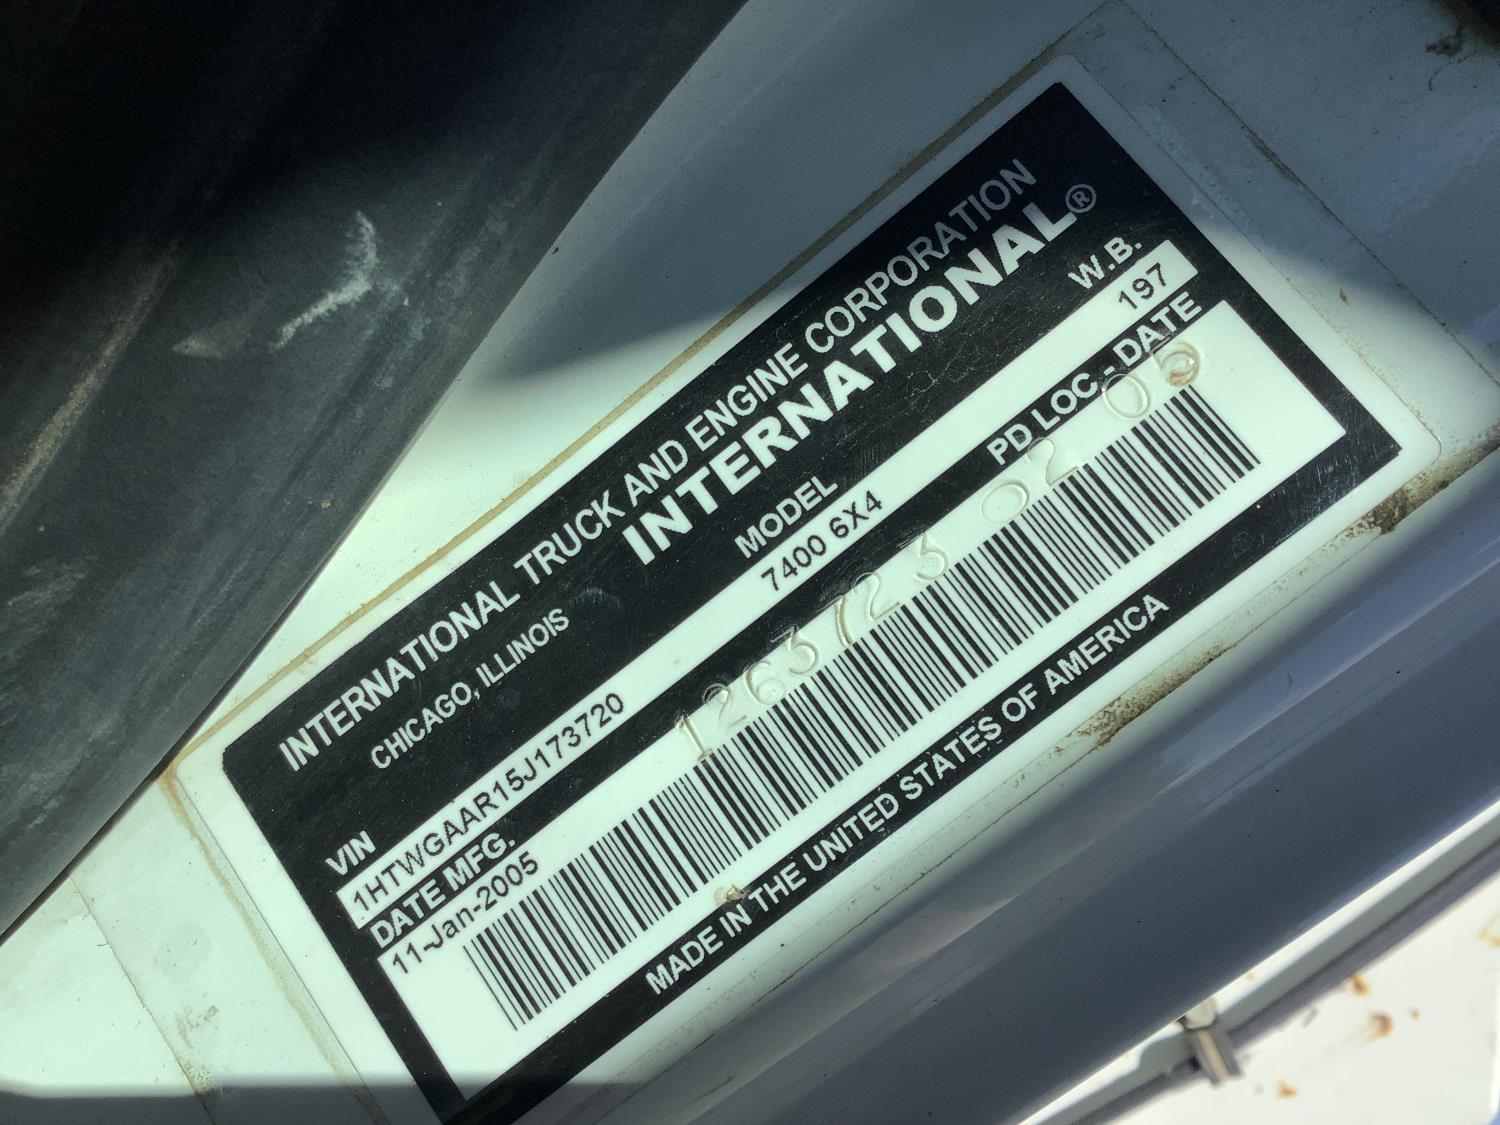 INTERNATIONAL TRUCK AND ENGINE CORPORATION
CHICAGO, ILLINOIS
INTERNATIONAL®
VIN MODEL W.B.
1HTWGAAR15J173720 7400 6X4 197
DATE MFG. PD LOC.-DATE
11-Jan-2005
1263723 02 05
MADE IN THE UNITED STATES OF AMERICA